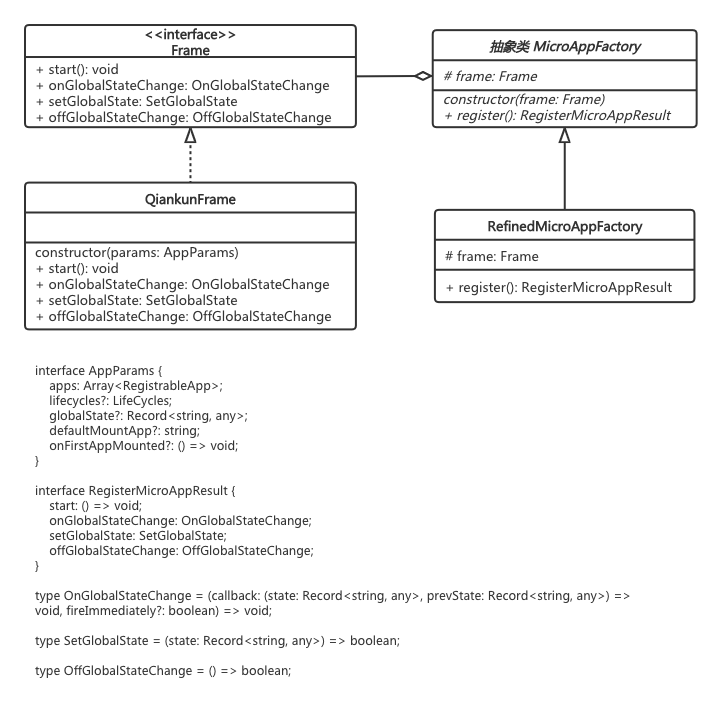 <<interface>>
Frame
+ start(): void
+ onGlobalStateChange: OnGlobalStateChange
+ setGlobalState: SetGlobalState
+ offGlobalStateChange: OffGlobalStateChange
抽象类 MicroAppFactory
# frame: Frame
constructor(frame: Frame)
+ register(): RegisterMicroAppResult
QiankunFrame
constructor(params: AppParams)
+ start(): void
+ onGlobalStateChange: OnGlobalStateChange
+ setGlobalState: SetGlobalState
+ offGlobalStateChange: OffGlobalStateChange
RefinedMicroAppFactory
# frame: Frame
+ register(): RegisterMicroAppResult
interface AppParams {
apps: Array<RegistrableApp>;
lifecycles?: LifeCycles;
globalState?: Record<string, any>;
defaultMountApp?: string;
onFirstAppMounted?: () => void;
}
interface RegisterMicroAppResult {
start: () => void;
onGlobalStateChange: OnGlobalStateChange;
setGlobalState: SetGlobalState;
offGlobalStateChange: OffGlobalStateChange;
}
type OnGlobalStateChange = (callback: (state: Record<string, any>, prevState: Record<string, any>) =>
void, fireImmediately?: boolean) => void;
type SetGlobalState = (state: Record<string, any>) => boolean;
type OffGlobalStateChange = () => boolean;